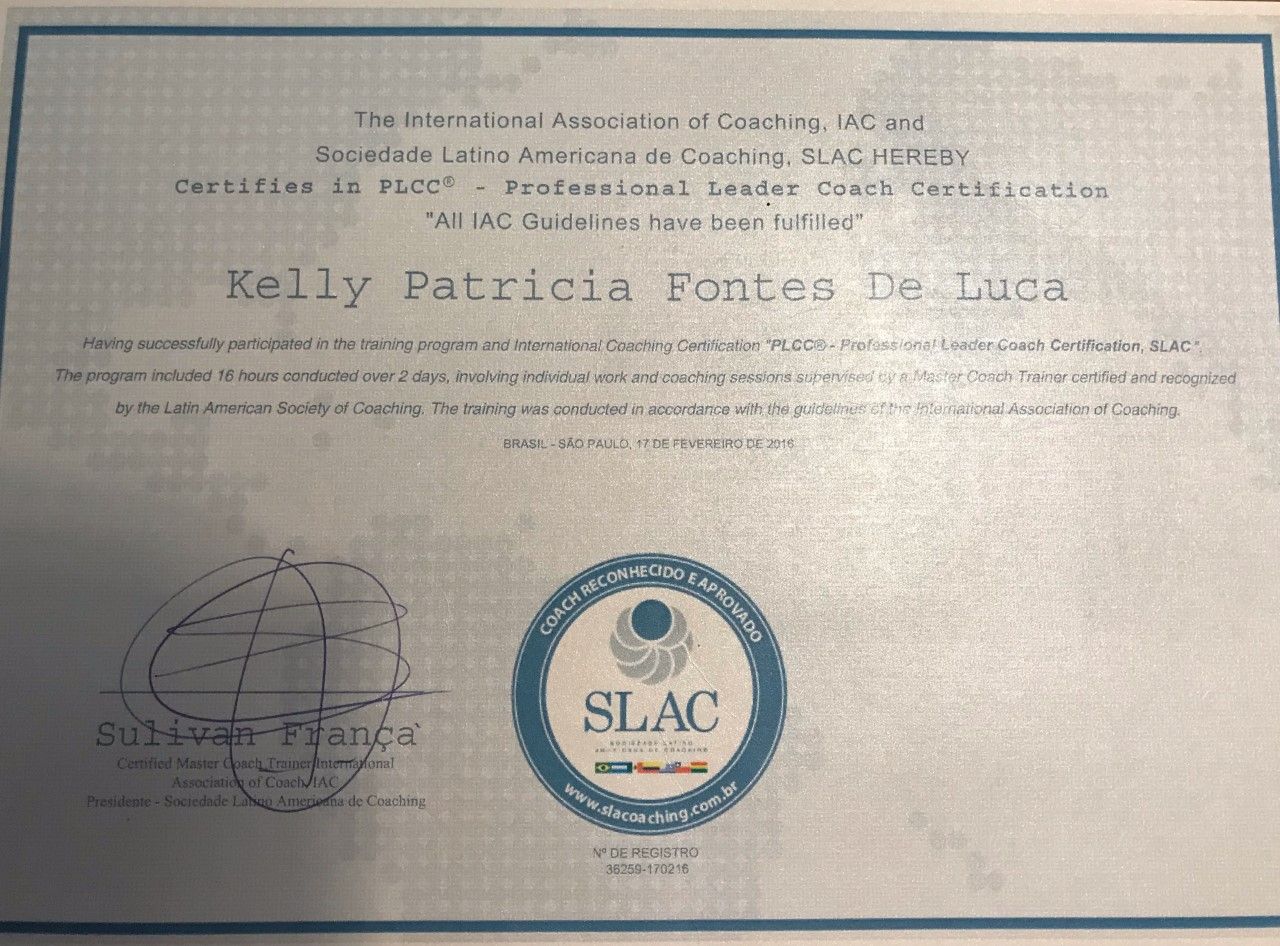 The International Association of Coaching, IAC and
Sociedade Latino Americana de Coaching, SLAC HEREBY
Certifies in PLCC® - Professional Leader Coach Certification
"All IAC Guidelines have been fulfilled"
Kelly Patricia Fontes De Luca
Having successfully participated in the training program and International Coaching Certification "PLCC® - Professional Leader Coach Certification, SLAC".
The program included 16 hours conducted over 2 days, involving individual work and coaching sessions supervised by a Master Coach Trainer certified and recognized
by the Latin American Society of Coaching. The training was conducted in accordance with the guidelines of the International Association of Coaching.
BRASIL - SÃO PAULO, 17 DE FEVEREIRO DE 2016
Sulivan França`
Certified Master Coach Trainer International
Association of Coach IAC
Presidente - Sociedade Latino Americana de Coaching
COACH RECONHECIDO E APROVADO
SLAC
SOCIEDADE LATINO
AMERICANA DE COACHING
www.slacoaching.com.br
Nº DE REGISTRO
36259-170216